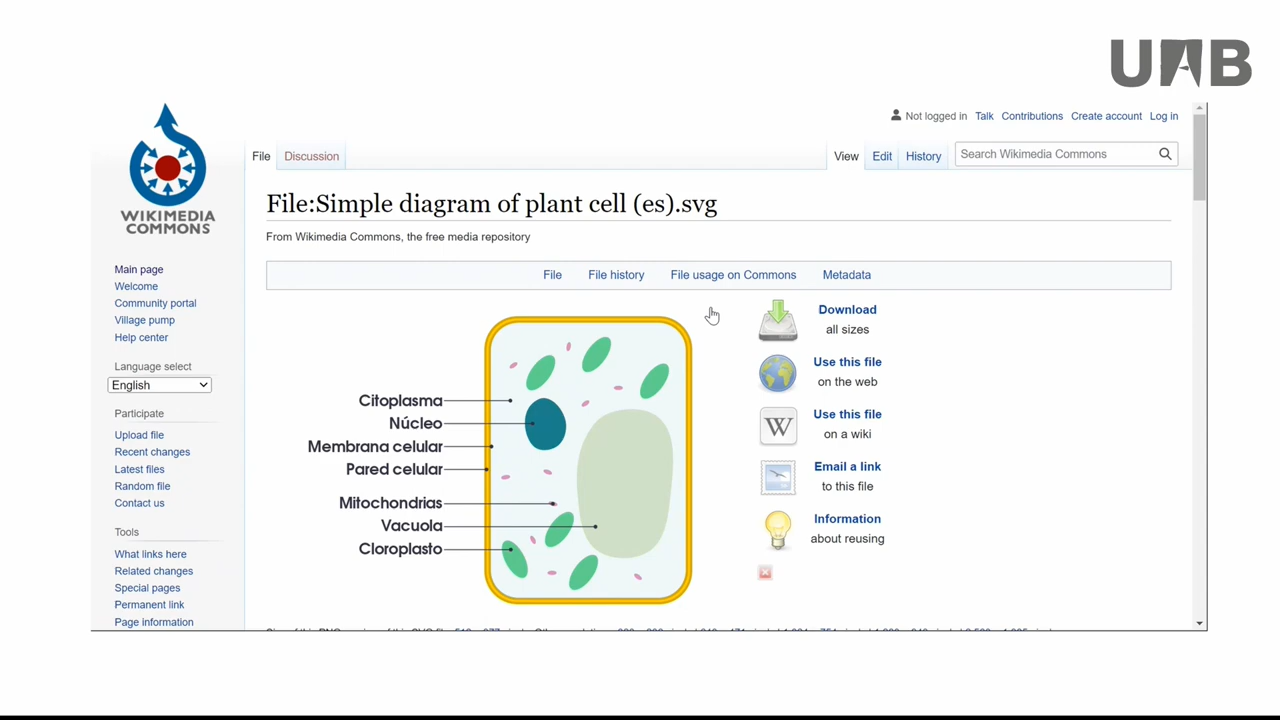 UAB
Not logged in Talk Contributions Create account Log in
WIKIMEDIA
COMMONS
File Discussion View Edit History Search Wikimedia Commons
File:Simple diagram of plant cell (es).svg
From Wikimedia Commons, the free media repository
File File history File usage on Commons Metadata
Main page
Welcome
Community portal
Village pump
Help center
Language select
English
Participate
Upload file
Recent changes
Latest files
Random file
Contact us
Tools
What links here
Related changes
Special pages
Permanent link
Page information
Citoplasma
Núcleo
Membrana celular
Pared celular
Mitochondrias
Vacuola
Cloroplasto
Download
all sizes
Use this file
on the web
W
Use this file
on a wiki
Email a link
to this file
Information
about reusing